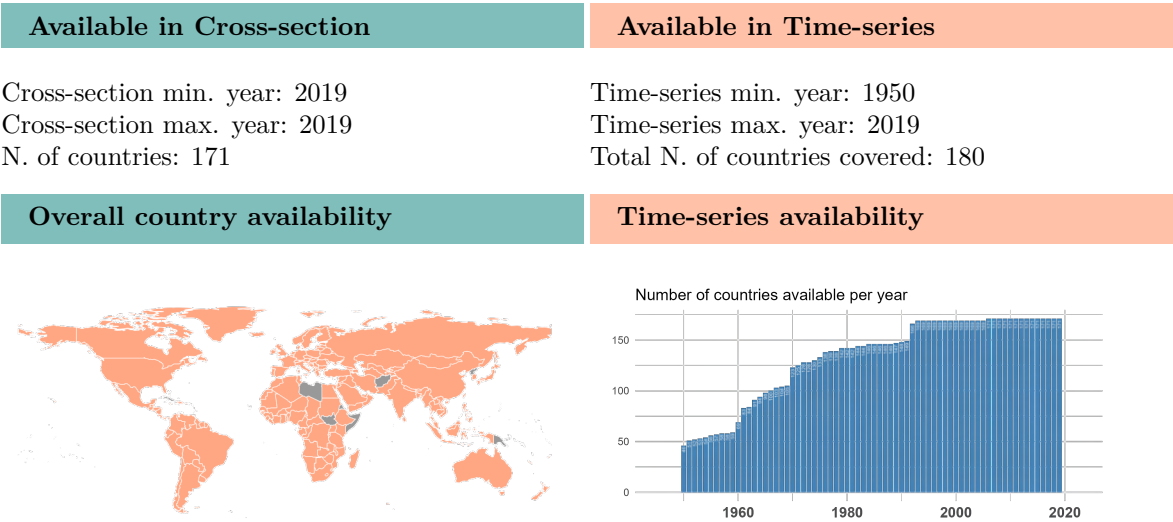 Available in Cross-section
Available in Time-series
Cross-section min. year: 2019
Cross-section max. year: 2019
N. of countries: 171
Time-series min. year: 1950
Time-series max. year: 2019
Total N. of countries covered: 180
Overall country availability
Time-series availability
Number of countries available per year
150
100
50
0
1960
1980
2000
2020